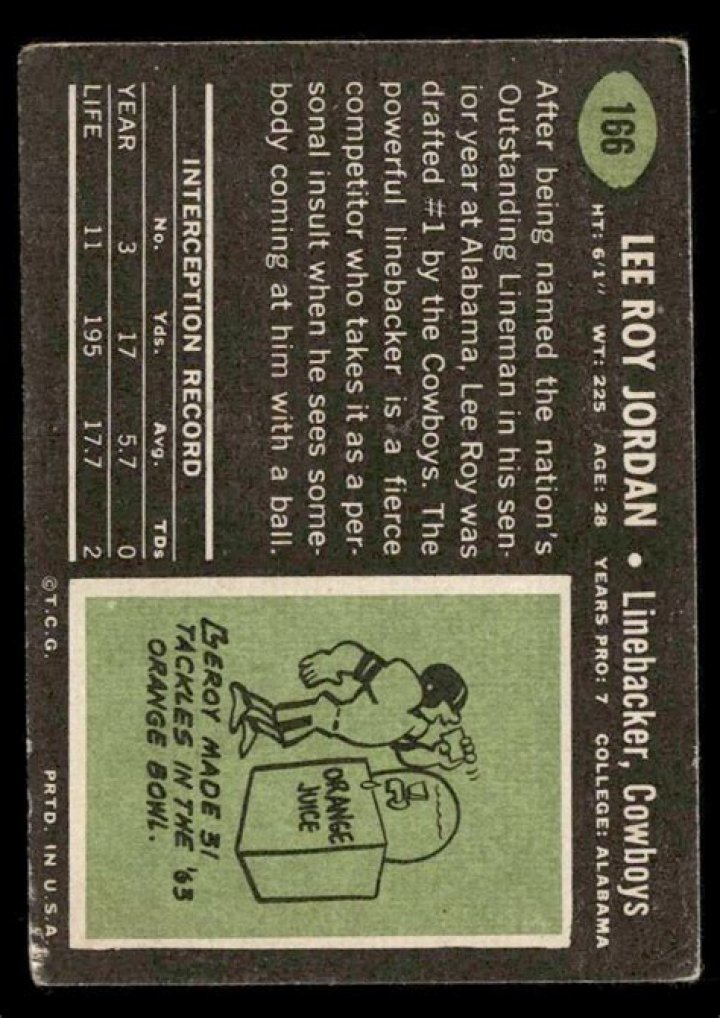 166
LEE ROY JORDAN • Linebacker, Cowboys
HT: 6/1" WT: 225 AGE: 28 YEARS PRO: 7 COLLEGE: ALABAMA
After being named the nation's
Outstanding Lineman in his sen-
ior year at Alabama, Lee Roy was
drafted #1 by the Cowboys. The
powerful linebacker is a fierce
competitor who takes it as a per-
sonal insult when he sees some-
body coming at him with a ball.
INTERCEPTION RECORD
No. Yds. Avg. TDs
YEAR 3 17 5.7 0
LIFE 11 195 17.7 2
ORANGE
JUICE
LEROY MADE 31
TACKLES IN THE '63
ORANGE BOWL.
©T.C.G. PRTD. IN U.S.A.